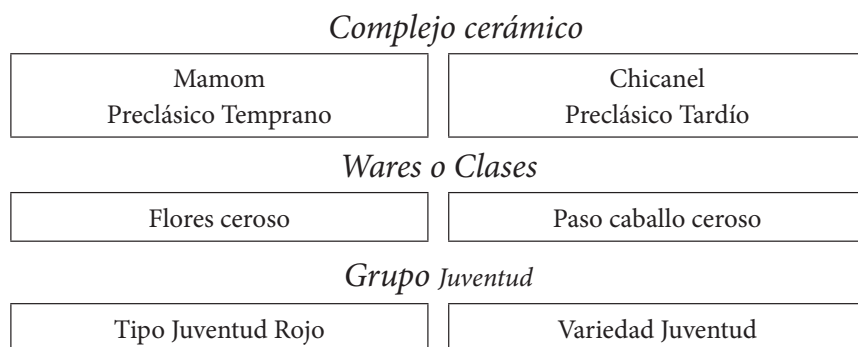 Complejo cerámico
Mamom
Preclásico Temprano
Chicanel
Preclásico Tardío
Wares o Clases
Flores ceroso
Paso caballo ceroso
Grupo Juventud
Tipo Juventud Rojo
Variedad Juventud